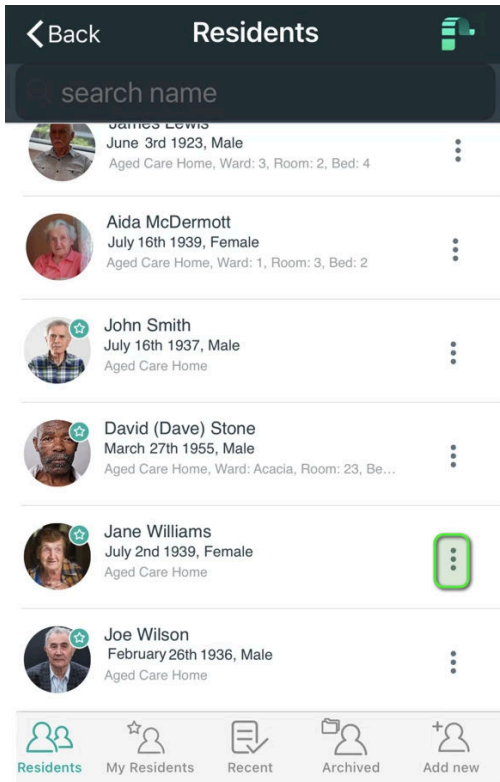 Back
Residents
search name
James Lewis
June 3rd 1923, Male
Aged Care Home, Ward: 3, Room: 2, Bed: 4
Aida McDermott
July 16th 1939, Female
Aged Care Home, Ward: 1, Room: 3, Bed: 2
John Smith
July 16th 1937, Male
Aged Care Home
David (Dave) Stone
March 27th 1955, Male
Aged Care Home, Ward: Acacia, Room: 23, Be...
Jane Williams
July 2nd 1939, Female
Aged Care Home
Joe Wilson
February 26th 1936, Male
Aged Care Home
Residents
My Residents
Recent
Archived
Add new